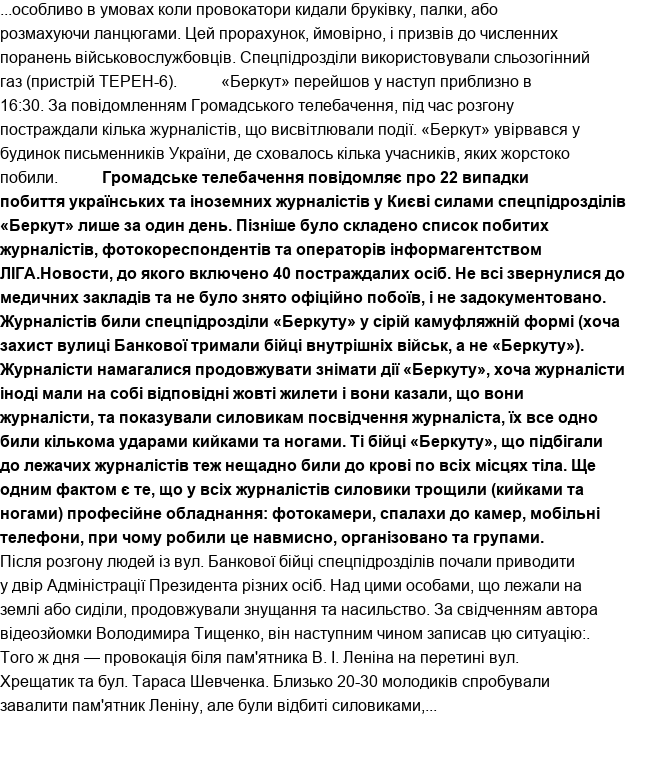 ...особливо в умовах коли провокатори кидали бруківку, палки, або
розмахуючи ланцюгами. Цей прорахунок, ймовірно, і призвів до численних
поранень військовослужбовців. Спецпідрозділи використовували сльозогінний
газ (пристрій ТЕРЕН-6). «Беркут» перейшов у наступ приблизно в
16:30. За повідомленням Громадського телебачення, під час розгону
постраждали кілька журналістів, що висвітлювали події. «Беркут» увірвався у
будинок письменників України, де сховалось кілька учасників, яких жорстоко
побили. Громадське телебачення повідомляє про 22 випадки
побиття українських та іноземних журналістів у Києві силами спецпідрозділів
«Беркут» лише за один день. Пізніше було складено список побитих
журналістів, фотокореспондентів та операторів інформагентством
ЛІГА.Новости, до якого включено 40 постраждалих осіб. Не всі звернулися до
медичних закладів та не було знято офіційно побоїв, і не задокументовано.
Журналістів били спецпідрозділи «Беркуту» у сірій камуфляжній формі (хоча
захист вулиці Банкової тримали бійці внутрішніх військ, а не «Беркуту»).
Журналісти намагалися продовжувати знімати дії «Беркуту», хоча журналісти
іноді мали на собі відповідні жовті жилети і вони казали, що вони
журналісти, та показували силовикам посвідчення журналіста, їх все одно
били кількома ударами кийками та ногами. Ті бійці «Беркуту», що підбігали
до лежачих журналістів теж нещадно били до крові по всіх місцях тіла. Ще
одним фактом є те, що у всіх журналістів силовики трощили (кийками та
ногами) професійне обладнання: фотокамери, спалахи до камер, мобільні
телефони, при чому робили це навмисно, організовано та групами.
Після розгону людей із вул. Банкової бійці спецпідрозділів почали приводити
у двір Адміністрації Президента різних осіб. Над цими особами, що лежали на
землі або сиділи, продовжували знущання та насильство. За свідченням автора
відеозйомки Володимира Тищенко, він наступним чином записав цю ситуацію:.
Того ж дня — провокація біля пам'ятника В. І. Леніна на перетині вул.
Хрещатик та бул. Тараса Шевченка. Близько 20-30 молодиків спробували
завалити пам'ятник Леніну, але були відбиті силовиками,...